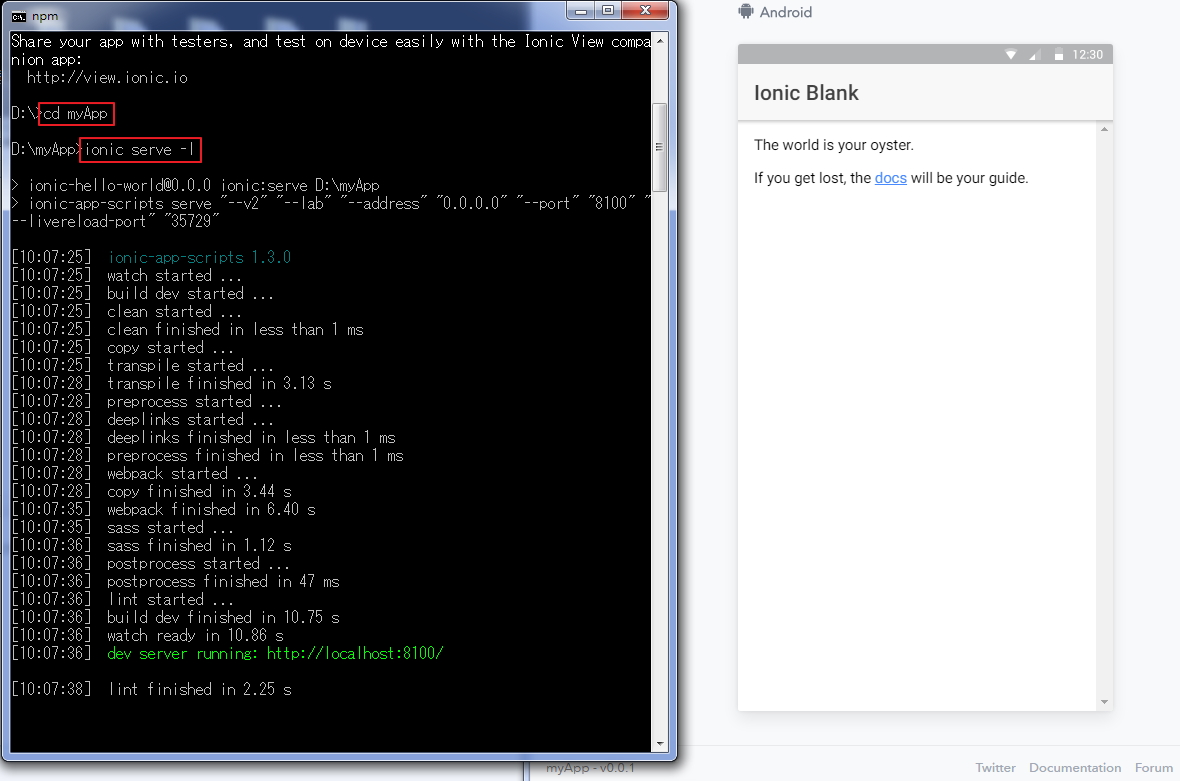 npm
Share your app with testers, and test on device easily with the Ionic View compa
nion app:
http://view.ionic.io
D:\>cd myApp
D:\myApp>ionic serve -l
> ionic-hello-world@0.0.0 ionic:serve D:\myApp
> ionic-app-scripts serve "--v2" "--lab" "--address" "0.0.0.0" "--port" "8100" "
--livereload-port" "35729"
[10:07:25] ionic-app-scripts 1.3.0
[10:07:25] watch started ...
[10:07:25] build dev started ...
[10:07:25] clean started ...
[10:07:25] clean finished in less than 1 ms
[10:07:25] copy started ...
[10:07:25] transpile started ...
[10:07:28] transpile finished in 3.13 s
[10:07:28] preprocess started ...
[10:07:28] deeplinks started ...
[10:07:28] deeplinks finished in less than 1 ms
[10:07:28] preprocess finished in less than 1 ms
[10:07:28] webpack started ...
[10:07:28] copy finished in 3.44 s
[10:07:35] webpack finished in 6.40 s
[10:07:35] sass started ...
[10:07:36] sass finished in 1.12 s
[10:07:36] postprocess started ...
[10:07:36] postprocess finished in 47 ms
[10:07:36] lint started ...
[10:07:36] build dev finished in 10.75 s
[10:07:36] watch ready in 10.86 s
[10:07:36] dev server running: http://localhost:8100/
[10:07:38] lint finished in 2.25 s
Android
12:30
Ionic Blank
The world is your oyster.
If you get lost, the docs will be your guide.
myApp - v0.0.1
Twitter Documentation Forum